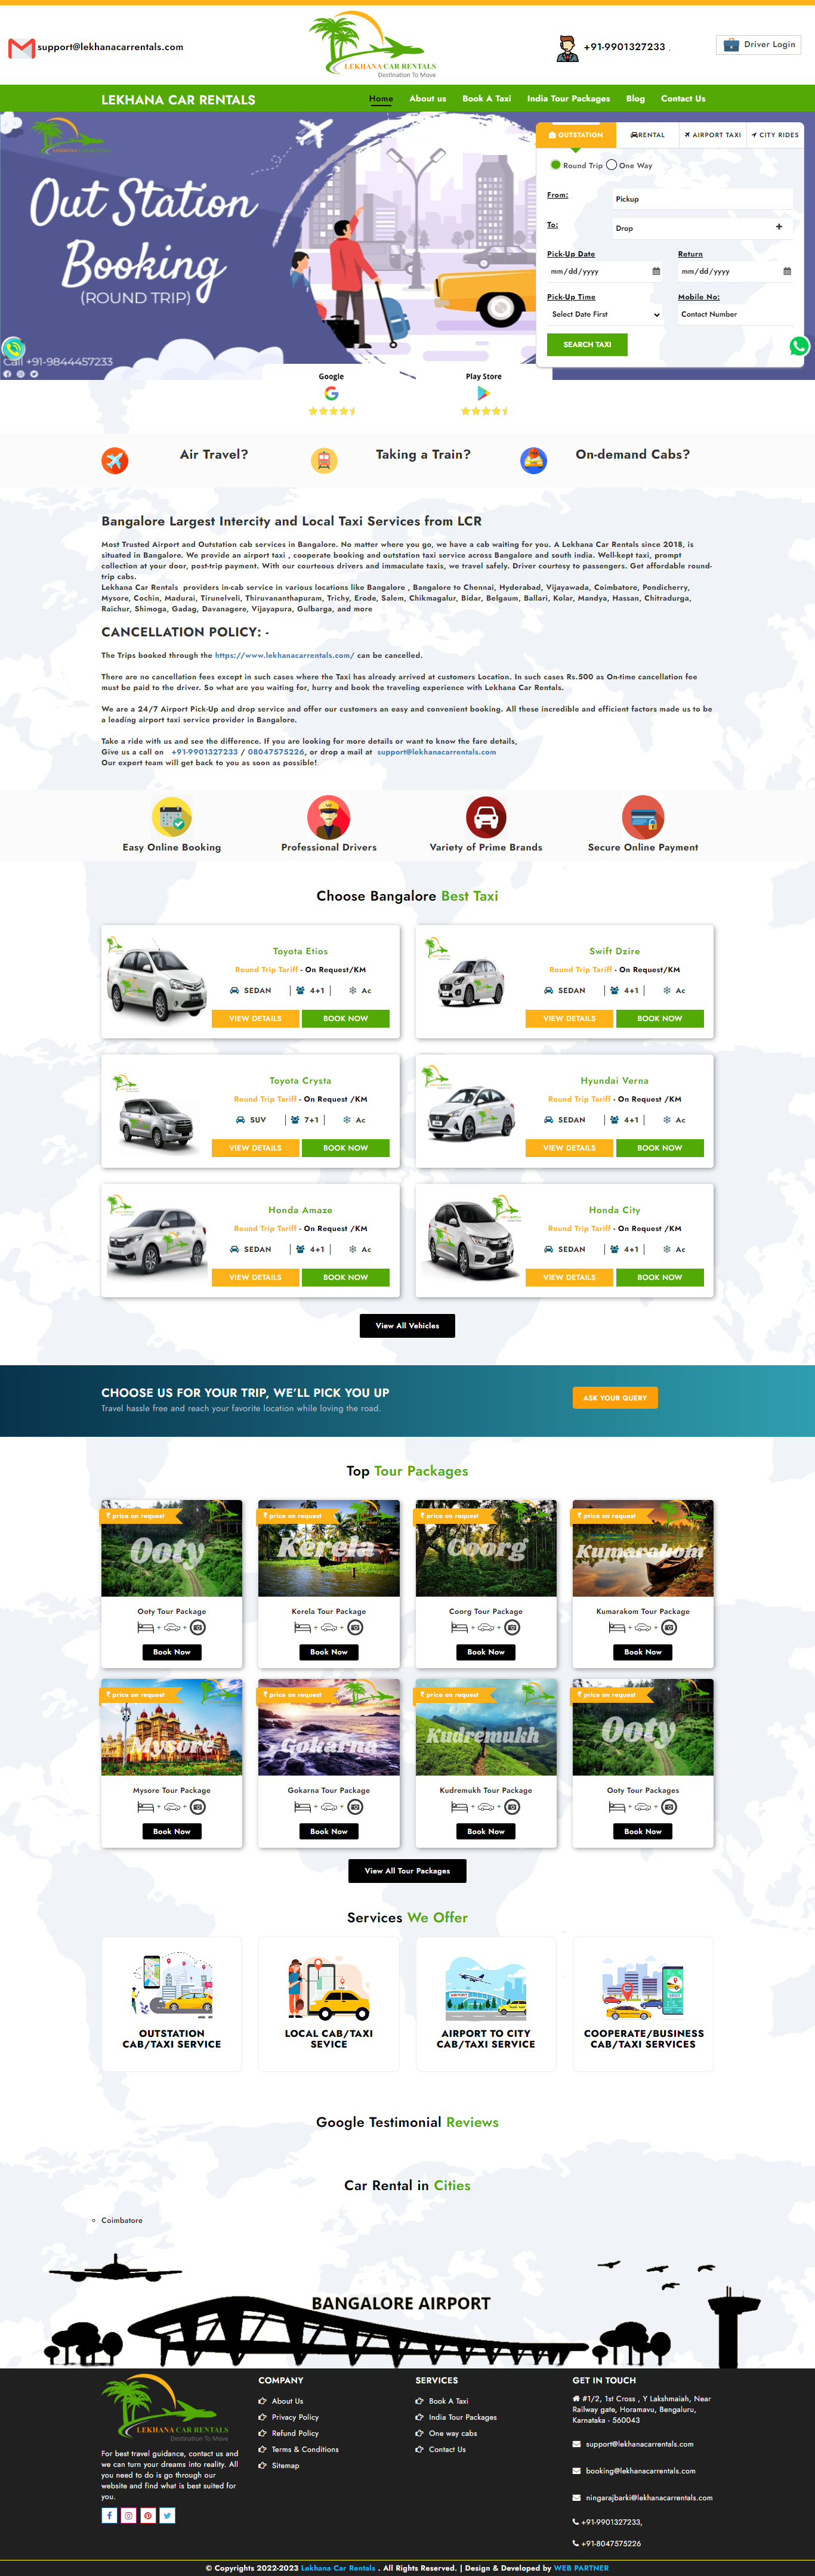 support@lekhanacarrentals.com
LEKHANA CAR RENTALS
Destination To Move
+91-9901327233 ,
Driver Login
LEKHANA CAR RENTALS
Home About us Book A Taxi India Tour Packages Blog Contact Us
Out Station
Booking
(ROUND TRIP)
Call +91-9844457233
OUTSTATION RENTAL AIRPORT TAXI CITY RIDES
Round Trip One Way
From: Pickup
To: Drop +
Pick-Up Date Return
mm/dd/yyyy mm/dd/yyyy
Pick-Up Time Mobile No:
Select Date First Contact Number
SEARCH TAXI
Google Play Store
Air Travel? Taking a Train? On-demand Cabs?
Bangalore Largest Intercity and Local Taxi Services from LCR
Most Trusted Airport and Outstation cab services in Bangalore. No matter where you go, we have a cab waiting for you. A Lekhana Car Rentals since 2018, is
situated in Bangalore. We provide an airport taxi , cooperate booking and outstation taxi service across Bangalore and south india. Well-kept taxi, prompt
collection at your door, post-trip payment. With our courteous drivers and immaculate taxis, we travel safely. Driver courtesy to passengers. Get affordable round-
trip cabs.
Lekhana Car Rentals providers in-cab service in various locations like Bangalore , Bangalore to Chennai, Hyderabad, Vijayawada, Coimbatore, Pondicherry,
Mysore, Cochin, Madurai, Tirunelveli, Thiruvananthapuram, Trichy, Erode, Salem, Chikmagalur, Bidar, Belgaum, Ballari, Kolar, Mandya, Hassan, Chitradurga,
Raichur, Shimoga, Gadag, Davanagere, Vijayapura, Gulbarga, and more
CANCELLATION POLICY: -
The Trips booked through the https://www.lekhanacarrentals.com/ can be cancelled.
There are no cancellation fees except in such cases where the Taxi has already arrived at customers Location. In such cases Rs.500 as On-time cancellation fee
must be paid to the driver. So what are you waiting for, hurry and book the traveling experience with Lekhana Car Rentals.
We are a 24/7 Airport Pick-Up and drop service and offer our customers an easy and convenient booking. All these incredible and efficient factors made us to be
a leading airport taxi service provider in Bangalore.
Take a ride with us and see the difference. If you are looking for more details or want to know the fare details,
Give us a call on +91-9901327233 / 08047575226, or drop a mail at support@lekhanacarrentals.com
Our expert team will get back to you as soon as possible!
Easy Online Booking Professional Drivers Variety of Prime Brands Secure Online Payment
Choose Bangalore Best Taxi
Toyota Etios
Round Trip Tariff - On Request/KM
SEDAN 4+1 Ac
VIEW DETAILS BOOK NOW
Swift Dzire
Round Trip Tariff - On Request/KM
SEDAN 4+1 Ac
VIEW DETAILS BOOK NOW
Toyota Crysta
Round Trip Tariff - On Request /KM
SUV 7+1 Ac
VIEW DETAILS BOOK NOW
Hyundai Verna
Round Trip Tariff - On Request /KM
SEDAN 4+1 Ac
VIEW DETAILS BOOK NOW
Honda Amaze
Round Trip Tariff - On Request /KM
SEDAN 4+1 Ac
VIEW DETAILS BOOK NOW
Honda City
Round Trip Tariff - On Request /KM
SEDAN 4+1 Ac
VIEW DETAILS BOOK NOW
View All Vehicles
CHOOSE US FOR YOUR TRIP, WE'LL PICK YOU UP
Travel hassle free and reach your favorite location while loving the road.
ASK YOUR QUERY
Top Tour Packages
₹ price on request ₹ price on request ₹ price on request ₹ price on request
Ooty Kerela Coorg Kumarakom
Ooty Tour Package Kerela Tour Package Coorg Tour Package Kumarakom Tour Package
Book Now Book Now Book Now Book Now
₹ price on request ₹ price on request ₹ price on request ₹ price on request
Mysore Gokarna Kudremukh Ooty
Mysore Tour Package Gokarna Tour Package Kudremukh Tour Package Ooty Tour Packages
Book Now Book Now Book Now Book Now
View All Tour Packages
Services We Offer
OUTSTATION
CAB/TAXI SERVICE
LOCAL CAB/TAXI
SEVICE
AIRPORT
AIRPORT TO CITY
CAB/TAXI SERVICE
COOPERATE/BUSINESS
CAB/TAXI SERVICES
Google Testimonial Reviews
Car Rental in Cities
Coimbatore
BANGALORE AIRPORT
LEKHANA CAR RENTALS
Destination To Move
For best travel guidance, contact us and
we can turn your dreams into reality. All
you need to do is go through our
website and find what is best suited for
you.
COMPANY
About Us
Privacy Policy
Refund Policy
Terms & Conditions
Sitemap
SERVICES
Book A Taxi
India Tour Packages
One way cabs
Contact Us
GET IN TOUCH
#1/2, 1st Cross , Y Lakshmaiah, Near
Railway gate, Horamavu, Bengaluru,
Karnataka - 560043
support@lekhanacarrentals.com
booking@lekhanacarrentals.com
ningarajbarki@lekhanacarrentals.com
+91-9901327233,
+91-8047575226
© Copyrights 2022-2023 Lekhana Car Rentals . All Rights Reserved. | Design & Developed by WEB PARTNER